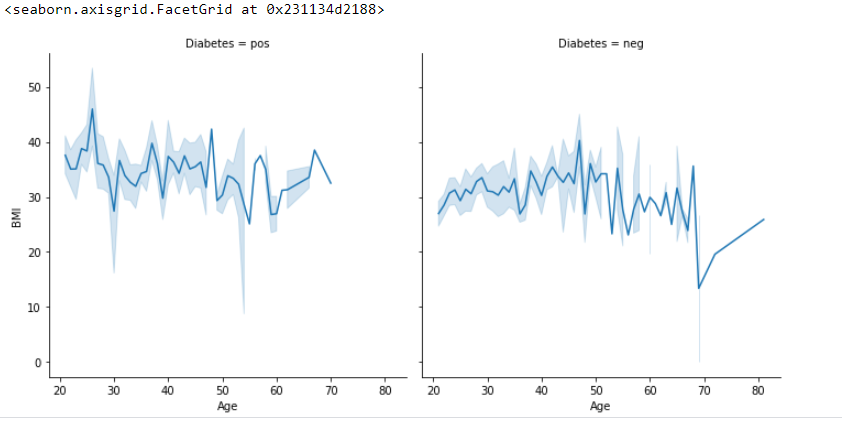 <seaborn.axisgrid.FacetGrid at 0x231134d2188>
Diabetes = pos
Diabetes = neg
BMI
50
40
30
20
10
0
20 30 40 50 60 70 80
20 30 40 50 60 70 80
Age
Age